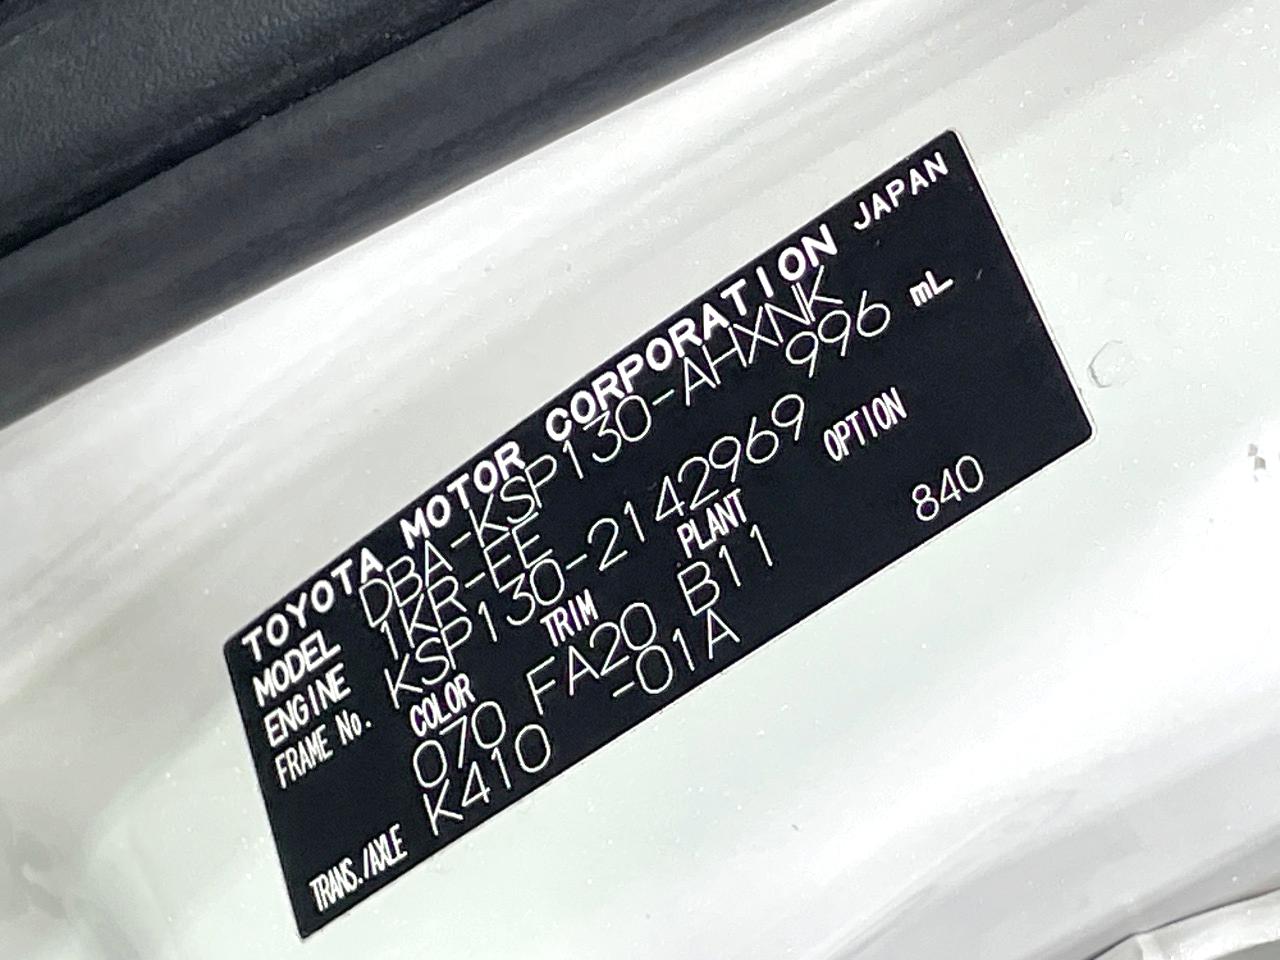 TOYOTA MOTOR CORPORATION JAPAN
MODEL DBA-KSP130-AHXNK
ENGINE 1KR-FE 996 mL
FRAME No. KSP130-2142969
COLOR TRIM PLANT OPTION
070 FA20 B11 840
TRANS./AXLE K410 -01A